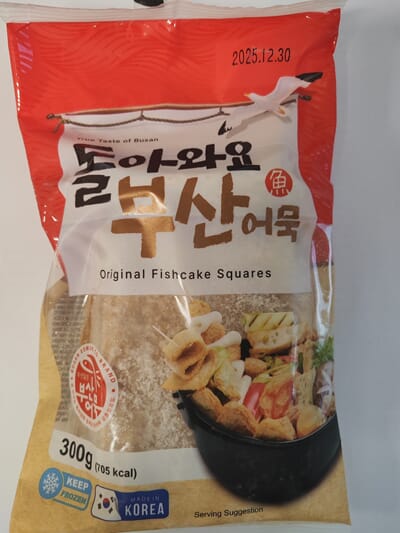 2025.12.30
True Taste of Busan
돌아와요
부산어묵
魚
Original Fishcake Squares
300g (705 kcal)
KEEP
FROZEN
MADE IN
KOREA
Serving Suggestion